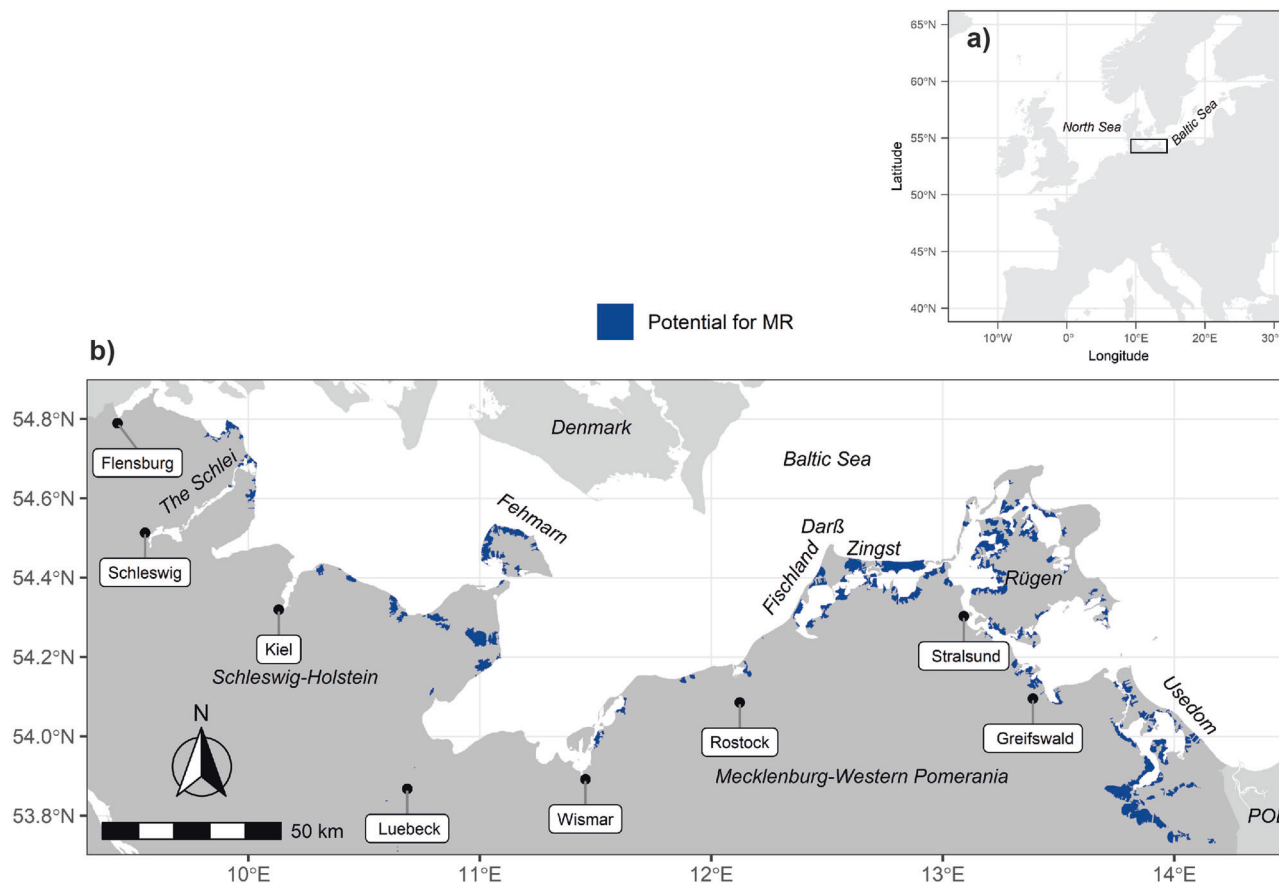 a)
65°N
60°N
55°N
50°N
45°N
40°N
Latitude
North Sea
Baltic Sea
10°W
0°
10°E
20°E
30°
Longitude
Potential for MR
b)
54.8°N
54.6°N
54.4°N
54.2°N
54.0°N
53.8°N
Denmark
Baltic Sea
Flensburg
The Schlei
Fehmarn
Darß
Zingst
Fischland
Schleswig
Rügen
Kiel
Stralsund
Schleswig-Holstein
Usedom
N
Rostock
Greifswald
Mecklenburg-Western Pomerania
Wismar
Luebeck
50 km
10°E
11°E
12°E
13°E
14°E